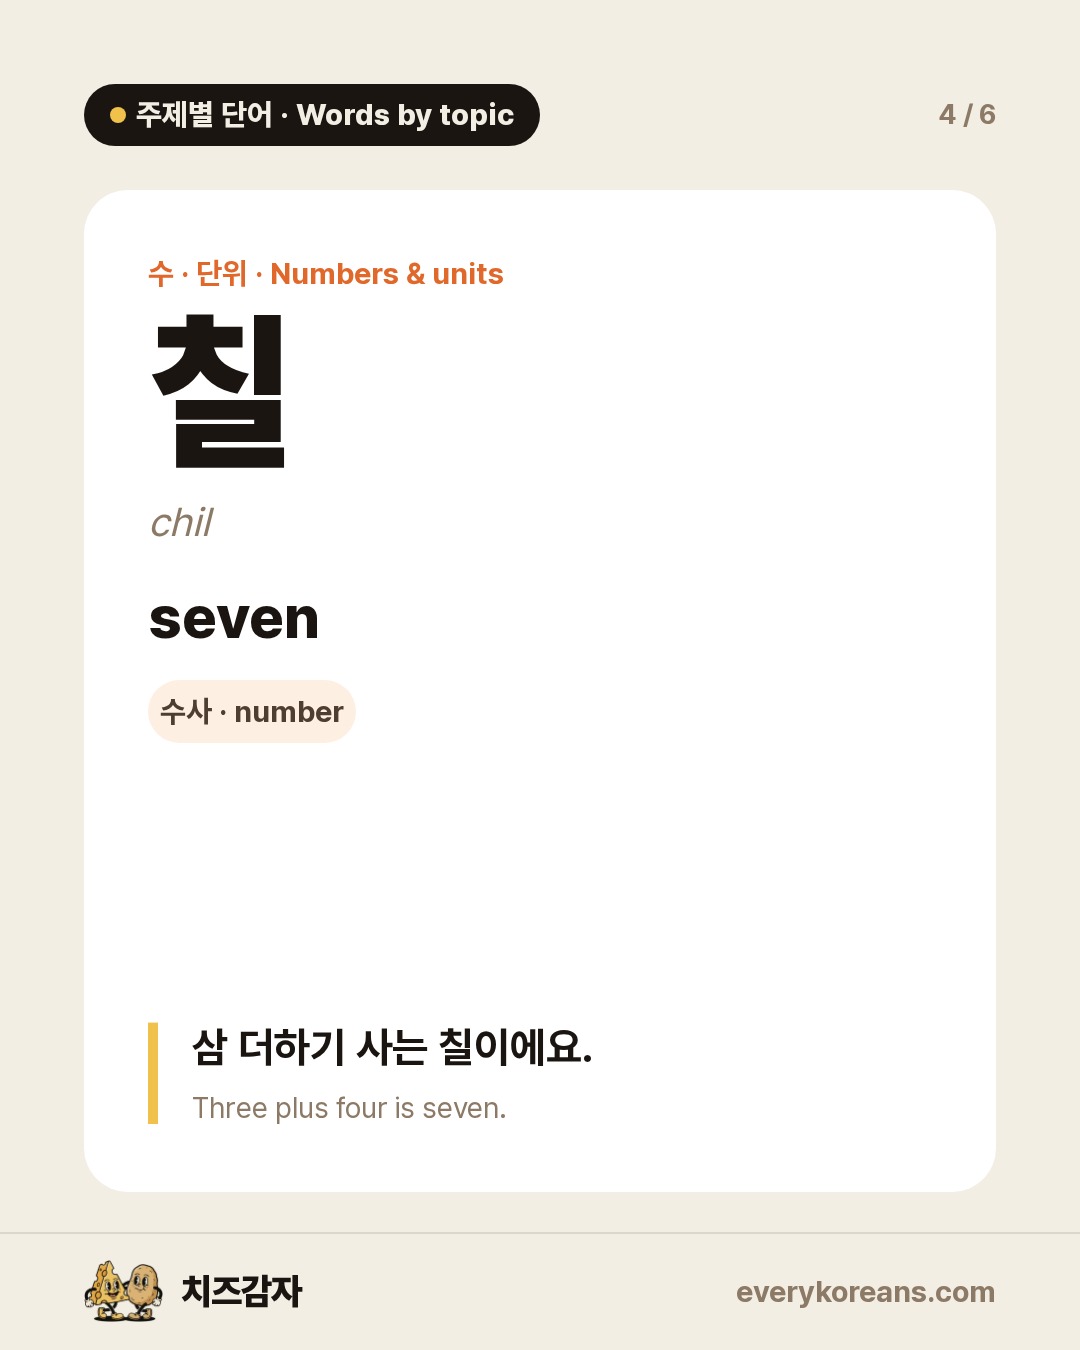 주제별 단어 · Words by topic
4 / 6
수 · 단위 · Numbers & units
칠
chil
seven
수사 · number
삼 더하기 사는 칠이에요.
Three plus four is seven.
치즈감자
everykoreans.com